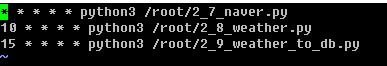 * * * * * python3 /root/2_7_naver.py
10 * * * * python3 /root/2_8_weather.py
15 * * * * python3 /root/2_9_weather_to_db.py
~